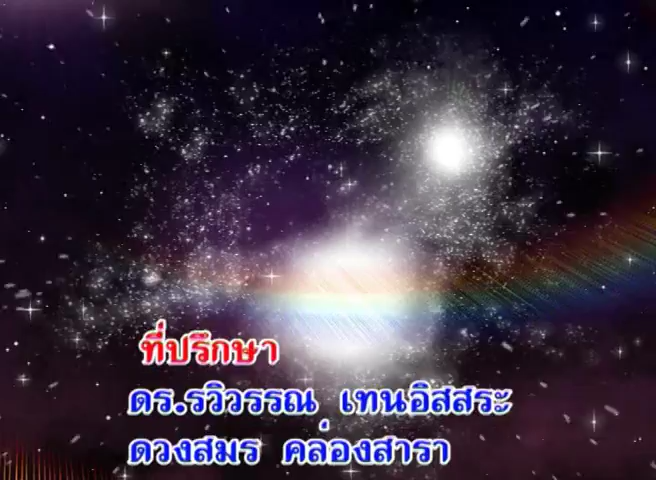 ที่ปรึกษา
ดร.รวิวรรณ เทนอิสสระ
ดวงสมร คล่องสารา